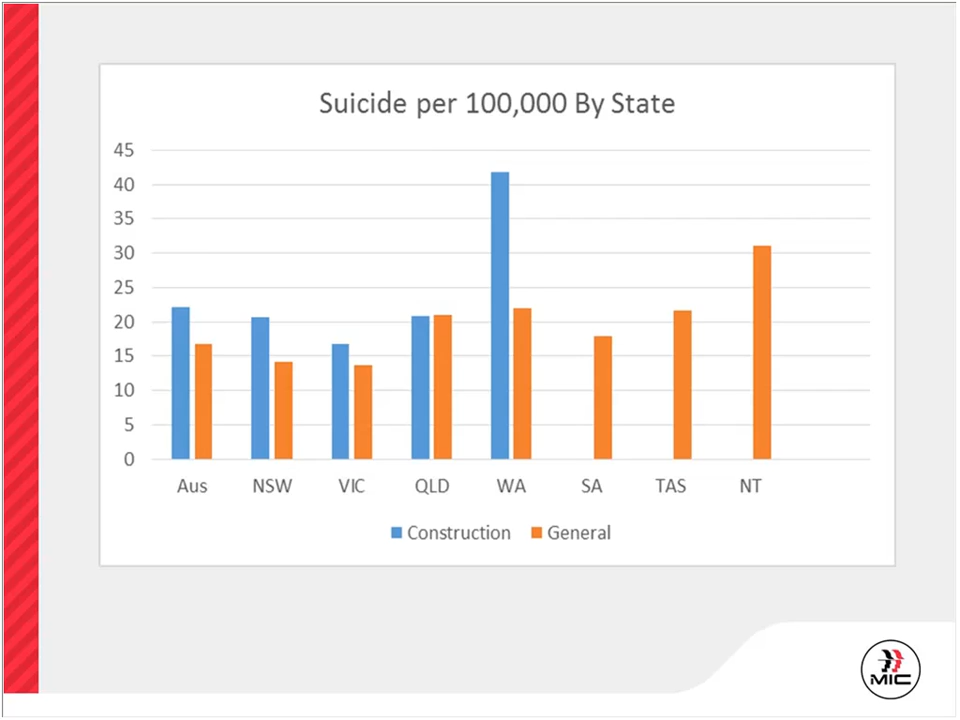 Suicide per 100,000 By State
45
40
35
30
25
20
15
10
5
0
Aus NSW VIC QLD WA SA TAS NT
Construction General
MIC